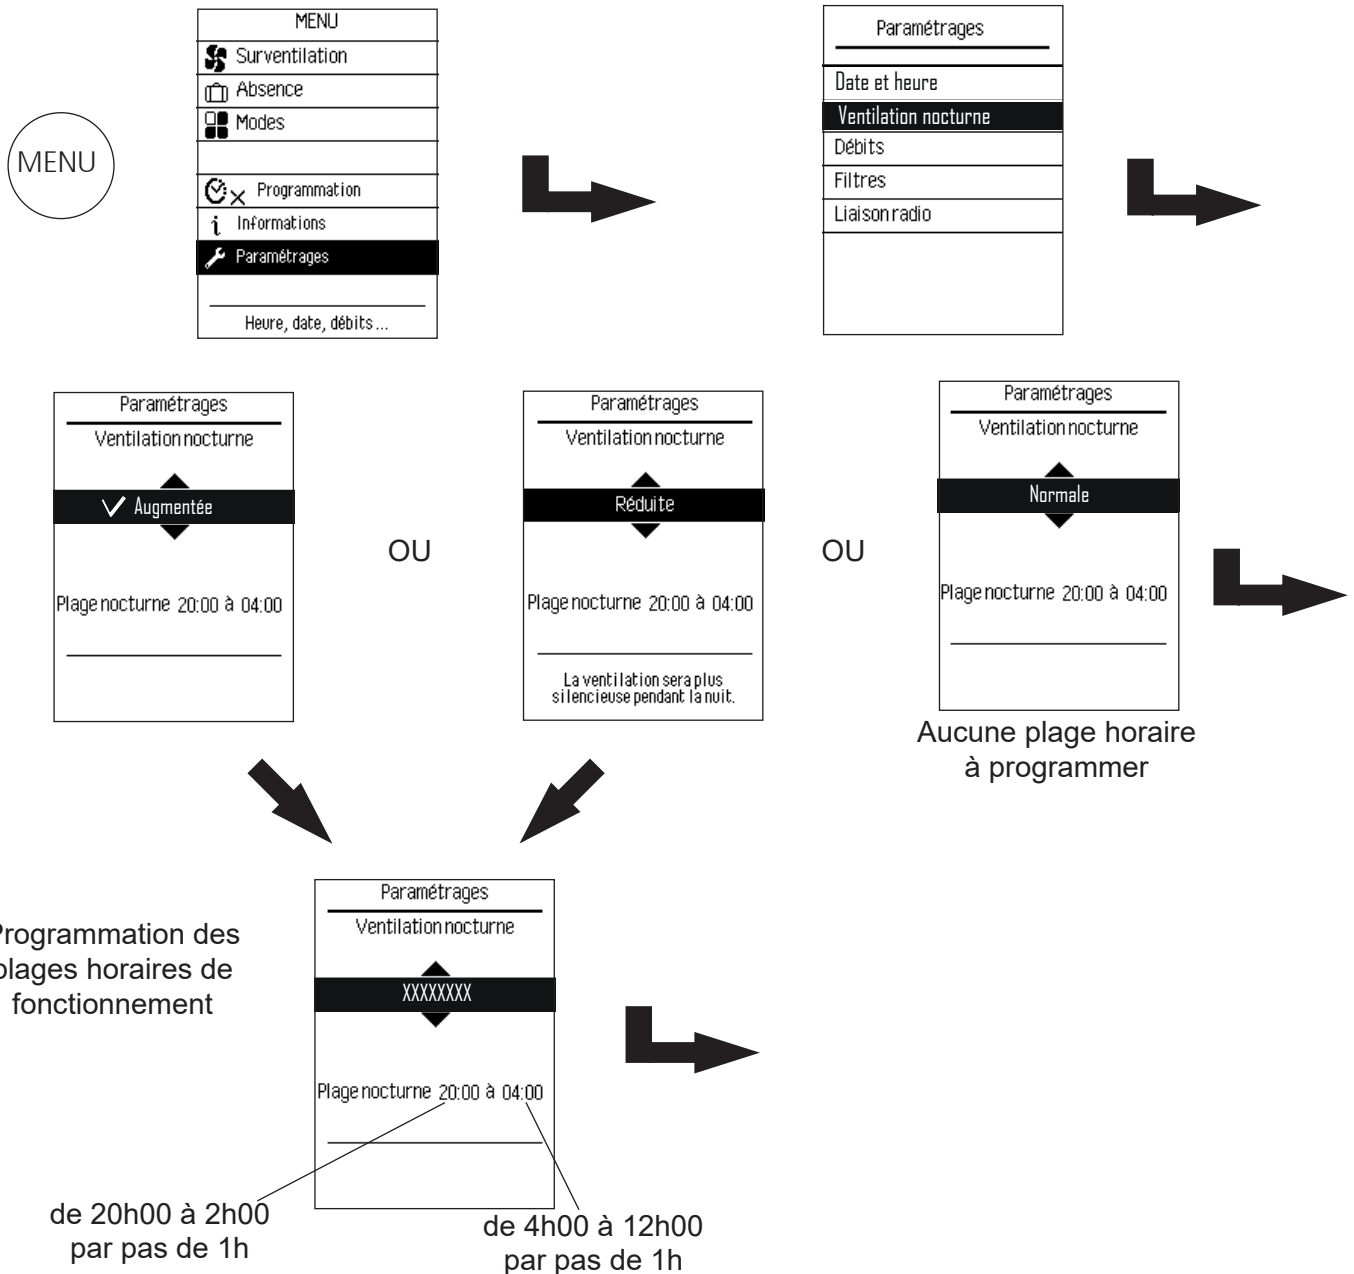 MENU
MENU
Surventilation
Absence
Modes
Programmation
Informations
Paramétrages
Heure, date, débits...
Paramétrages
Date et heure
Ventilation nocturne
Débits
Filtres
Liaison radio
Paramétrages
Ventilation nocturne
Augmentée
Plage nocturne 20:00 à 04:00
OU
Paramétrages
Ventilation nocturne
Réduite
Plage nocturne 20:00 à 04:00
La ventilation sera plus
silencieuse pendant la nuit.
OU
Paramétrages
Ventilation nocturne
Normale
Plage nocturne 20:00 à 04:00
Aucune plage horaire
à programmer
Programmation des
plages horaires de
fonctionnement
Paramétrages
Ventilation nocturne
XXXXXXXX
Plage nocturne 20:00 à 04:00
de 20h00 à 2h00
par pas de 1h
de 4h00 à 12h00
par pas de 1h